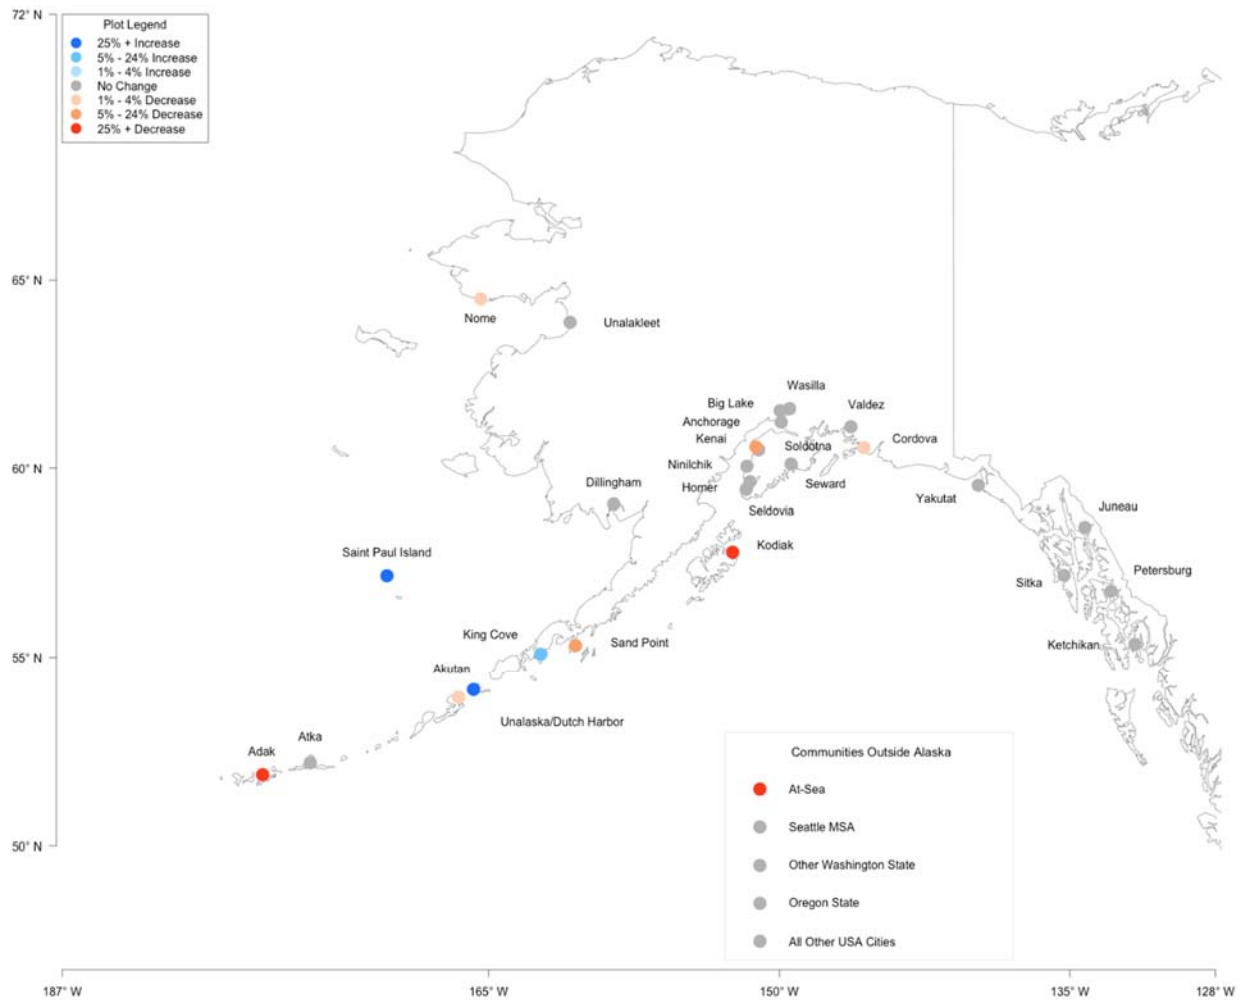 72° N
Plot Legend
25% + Increase
5% - 24% Increase
1% - 4% Increase
No Change
1% - 4% Decrease
5% - 24% Decrease
25% + Decrease
65° N
Nome
Unalakleet
Wasilla
Big Lake
Valdez
Anchorage
Kenai
Soldotna
Cordova
60° N
Ninilchik
Dillingham
Homer
Seward
Yakutat
Seldovia
Juneau
Kodiak
Saint Paul Island
Petersburg
Sitka
King Cove
Sand Point
Ketchikan
55° N
Akutan
Unalaska/Dutch Harbor
Atka
Adak
Communities Outside Alaska
At-Sea
Seattle MSA
50° N
Other Washington State
Oregon State
All Other USA Cities
187° W
165° W
150° W
135° W
128° W